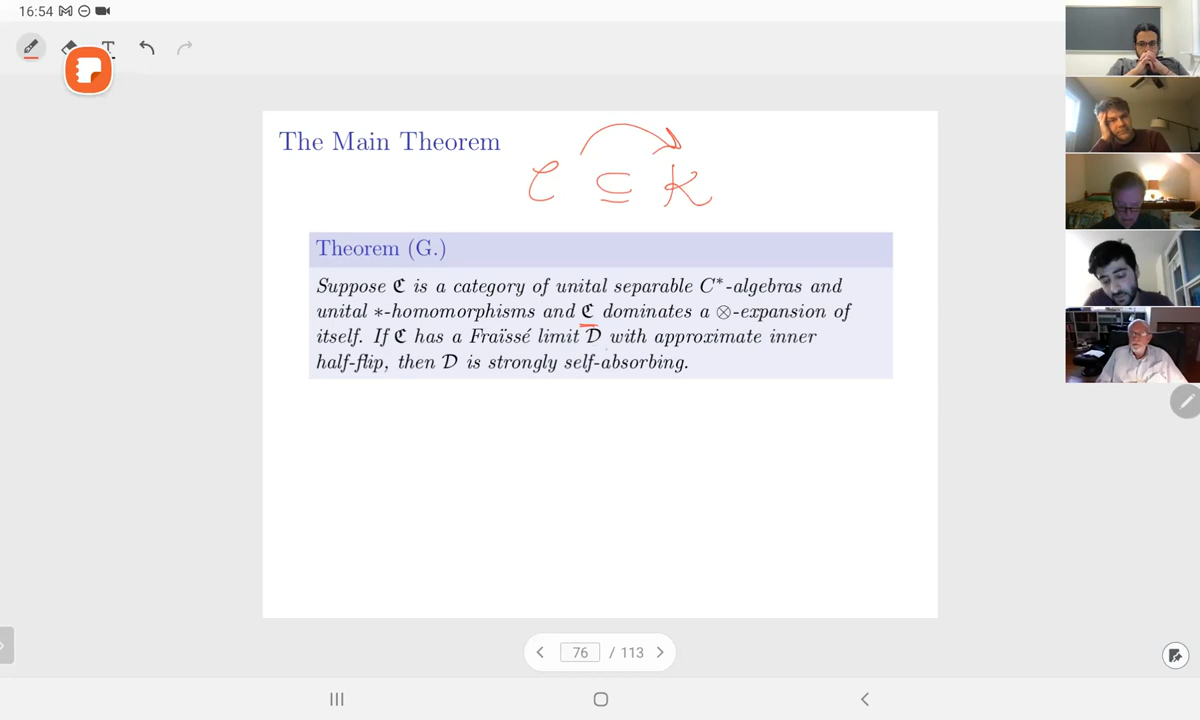 16:54
T
The Main Theorem
C ⊆ K
Theorem (G.)
Suppose ℭ is a category of unital separable C*-algebras and
unital ∗-homomorphisms and ℭ dominates a ⊗-expansion of
itself. If ℭ has a Fraïssé limit 𝒟 with approximate inner
half-flip, then 𝒟 is strongly self-absorbing.
76 / 113